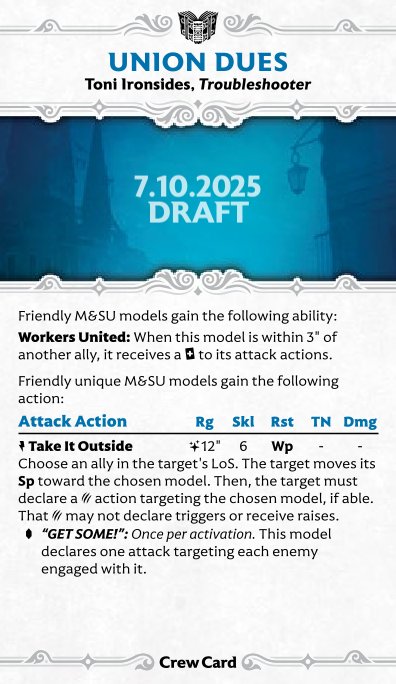 UNION DUES
Toni Ironsides, Troubleshooter
7.10.2025
DRAFT
Friendly M&SU models gain the following ability:
Workers United: When this model is within 3" of
another ally, it receives a to its attack actions.
Friendly unique M&SU models gain the following
action:
Attack Action Rg Skl Rst TN Dmg
Take It Outside 12" 6 Wp - -
Choose an ally in the target's LoS. The target moves its
Sp toward the chosen model. Then, the target must
declare a action targeting the chosen model, if able.
That may not declare triggers or receive raises.
"GET SOME!": Once per activation. This model
declares one attack targeting each enemy
engaged with it.
Crew Card